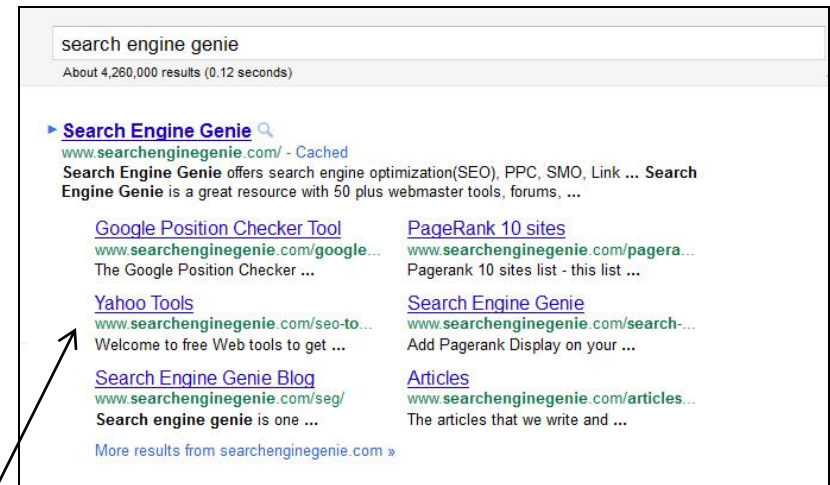 search engine genie
About 4,260,000 results (0.12 seconds)
Search Engine Genie
www.searchenginegenie.com/ - Cached
Search Engine Genie offers search engine optimization(SEO), PPC, SMO, Link ... Search
Engine Genie is a great resource with 50 plus webmaster tools, forums, ...
Google Position Checker Tool
www.searchenginegenie.com/google...
The Google Position Checker ...
PageRank 10 sites
www.searchenginegenie.com/pagera...
Pagerank 10 sites list - this list ...
Yahoo Tools
www.searchenginegenie.com/seo-to...
Welcome to free Web tools to get ...
Search Engine Genie
www.searchenginegenie.com/search-...
Add Pagerank Display on your ...
Search Engine Genie Blog
www.searchenginegenie.com/seg/
Search engine genie is one ...
Articles
www.searchenginegenie.com/articles...
The articles that we write and ...
More results from searchenginegenie.com »